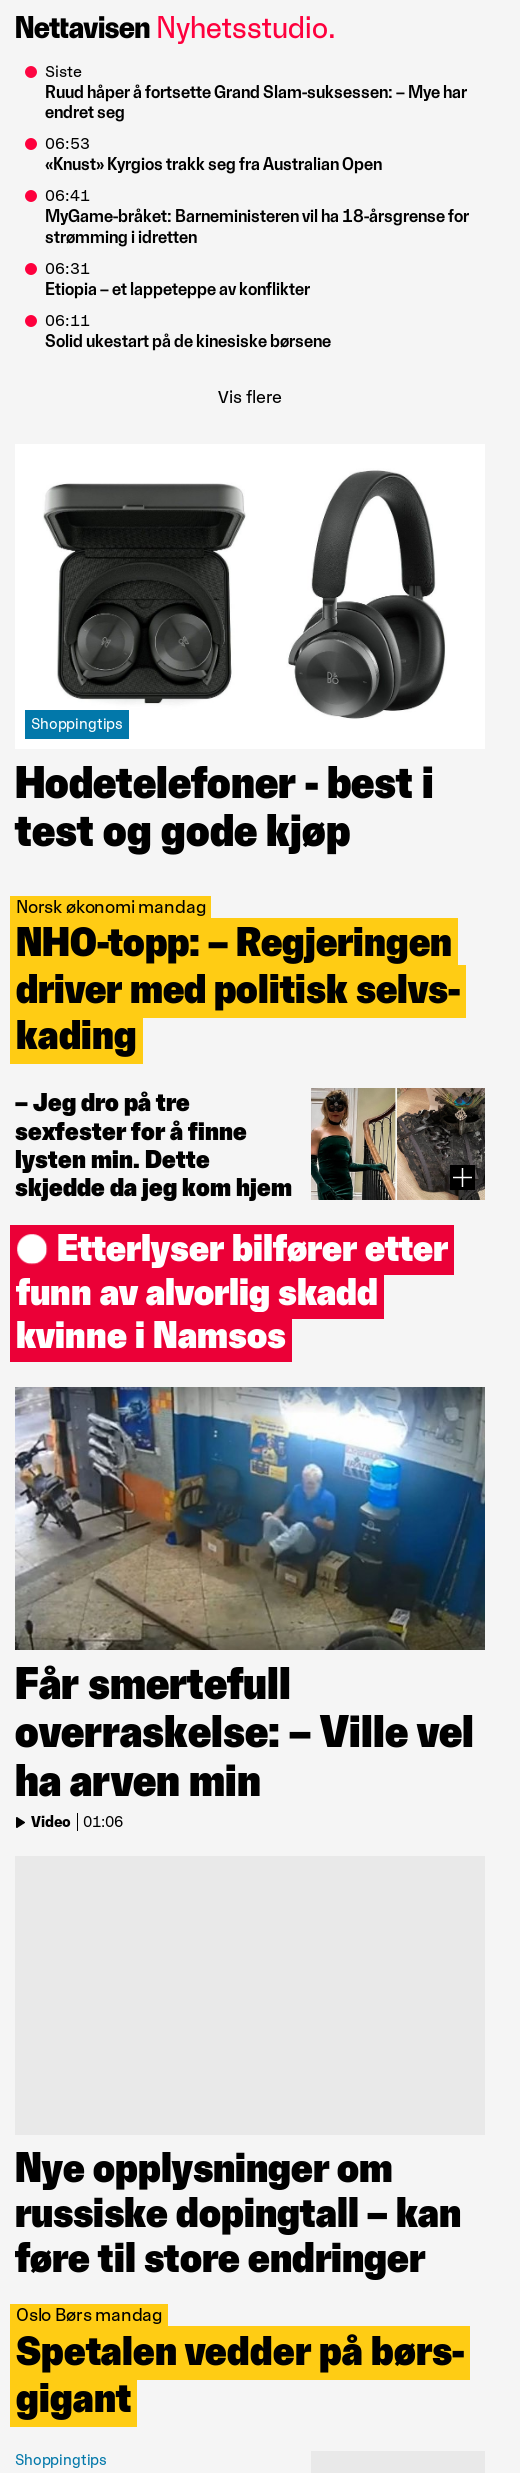 Nettavisen Nyhetsstudio.
Siste
Ruud håper å fortsette Grand Slam-suksessen: – Mye har
endret seg
06:53
«Knust» Kyrgios trakk seg fra Australian Open
06:41
MyGame-bråket: Barneministeren vil ha 18-årsgrense for
strømming i idretten
06:31
Etiopia – et lappeteppe av konflikter
06:11
Solid ukestart på de kinesiske børsene
Vis flere
Shoppingtips
Hodetelefoner - best i
test og gode kjøp
Norsk økonomi mandag
NHO-topp: – Regjeringen
driver med politisk selvs-
kading
– Jeg dro på tre
sexfester for å finne
lysten min. Dette
skjedde da jeg kom hjem
Etterlyser bilfører etter
funn av alvorlig skadd
kvinne i Namsos
Får smertefull
overraskelse: – Ville vel
ha arven min
Video 01:06
Nye opplysninger om
russiske dopingtall – kan
føre til store endringer
Oslo Børs mandag
Spetalen vedder på børs-
gigant
Shoppingtips